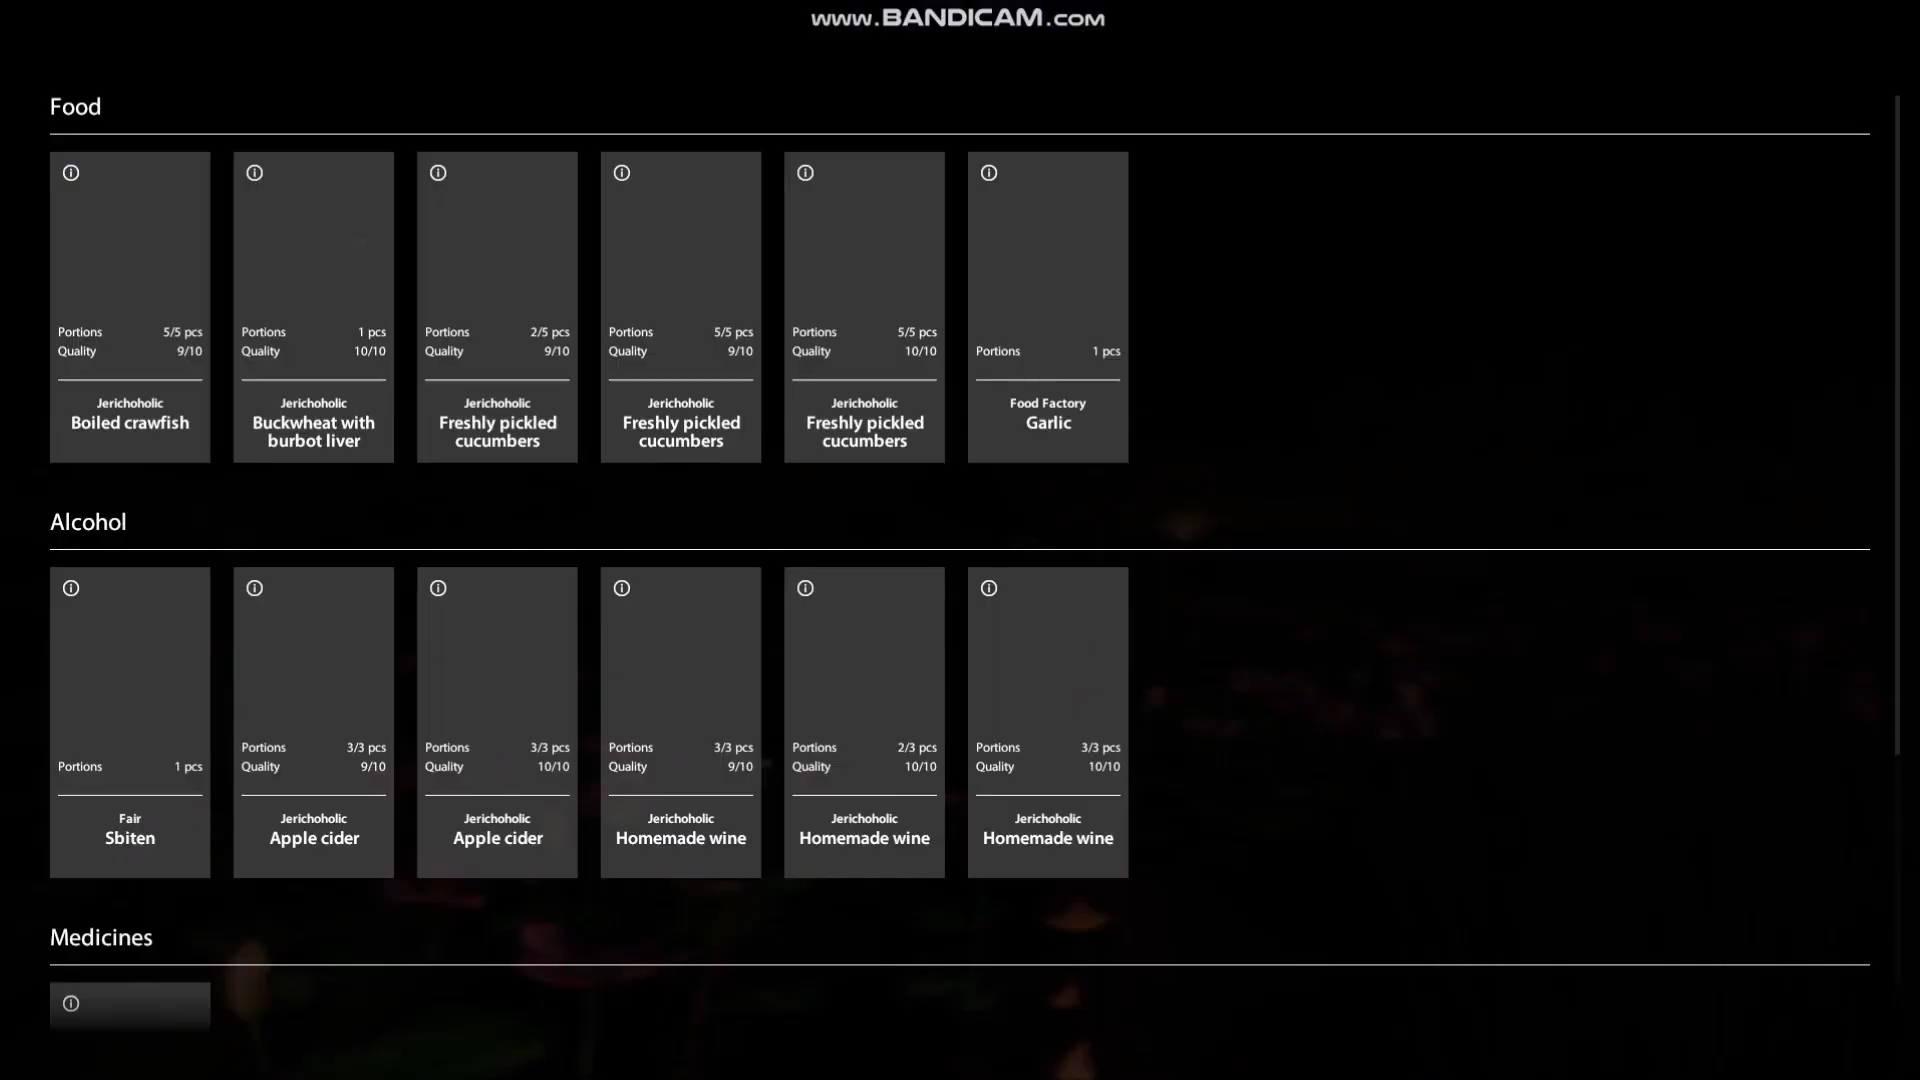 www.BANDICAM.com
Food
Portions 5/5 pcs
Quality 9/10
Jerichoholic
Boiled crawfish
Portions 1 pcs
Quality 10/10
Jerichoholic
Buckwheat with
burbot liver
Portions 2/5 pcs
Quality 9/10
Jerichoholic
Freshly pickled
cucumbers
Portions 5/5 pcs
Quality 9/10
Jerichoholic
Freshly pickled
cucumbers
Portions 5/5 pcs
Quality 10/10
Jerichoholic
Freshly pickled
cucumbers
Portions 1 pcs
Food Factory
Garlic
Alcohol
Portions 1 pcs
Fair
Sbiten
Portions 3/3 pcs
Quality 9/10
Jerichoholic
Apple cider
Portions 3/3 pcs
Quality 10/10
Jerichoholic
Apple cider
Portions 3/3 pcs
Quality 9/10
Jerichoholic
Homemade wine
Portions 2/3 pcs
Quality 10/10
Jerichoholic
Homemade wine
Portions 3/3 pcs
Quality 10/10
Jerichoholic
Homemade wine
Medicines